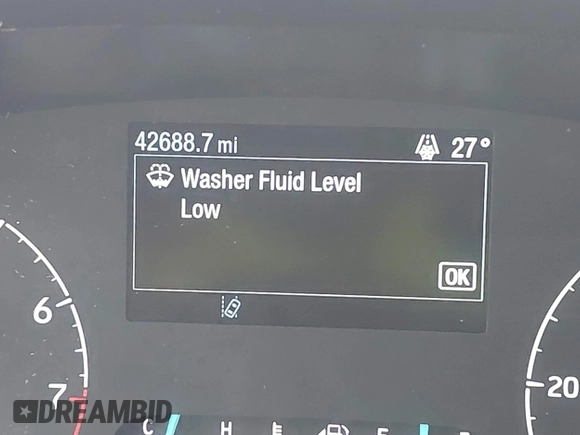 42688.7 mi 27°
Washer Fluid Level
Low
OK
6
7
20
C H E
DREAMBID